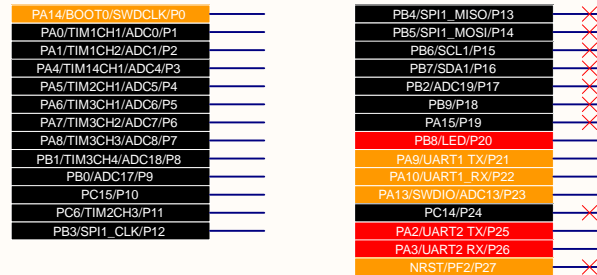 PA14/BOOT0/SWDCLK/P0
PA0/TIM1CH1/ADC0/P1
PA1/TIM1CH2/ADC1/P2
PA4/TIM14CH1/ADC4/P3
PA5/TIM2CH1/ADC5/P4
PA6/TIM3CH1/ADC6/P5
PA7/TIM3CH2/ADC7/P6
PA8/TIM3CH3/ADC8/P7
PB1/TIM3CH4/ADC18/P8
PB0/ADC17/P9
PC15/P10
PC6/TIM2CH3/P11
PB3/SPI1_CLK/P12
PB4/SPI1_MISO/P13
PB5/SPI1_MOSI/P14
PB6/SCL1/P15
PB7/SDA1/P16
PB2/ADC19/P17
PB9/P18
PA15/P19
PB8/LED/P20
PA9/UART1 TX/P21
PA10/UART1_RX/P22
PA13/SWDIO/ADC13/P23
PC14/P24
PA2/UART2 TX/P25
PA3/UART2 RX/P26
NRST/PF2/P27